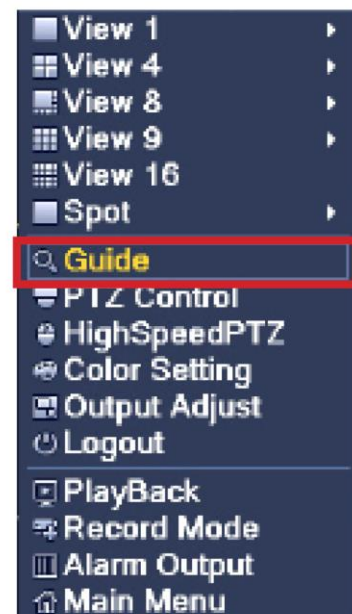 View 1
View 4
View 8
View 9
View 16
Spot
Guide
PTZ Control
HighSpeedPTZ
Color Setting
Output Adjust
Logout
PlayBack
Record Mode
Alarm Output
Main Menu